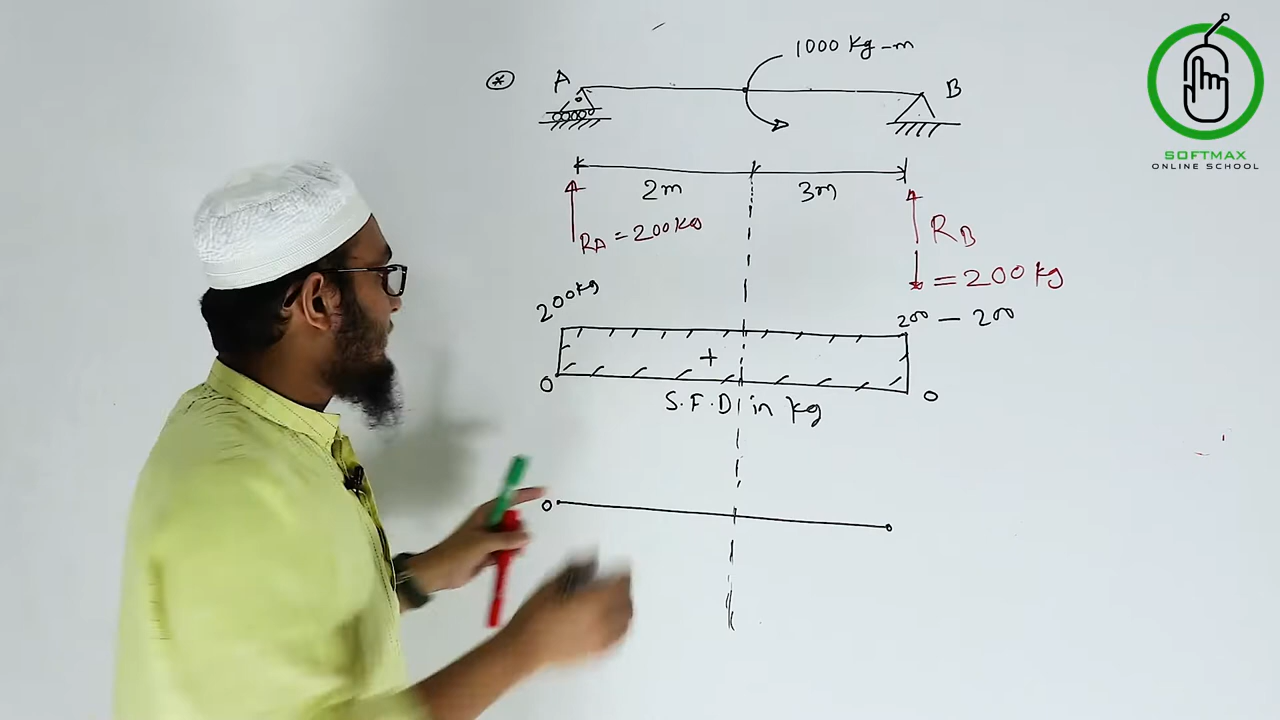 1000 Kg-m
A
B
2m
3m
RA = 200 Kg
RB
= 200 kg
200 kg
200 - 200
+
0
0
S.F.D in kg
0
0
SOFTMAX
ONLINE SCHOOL